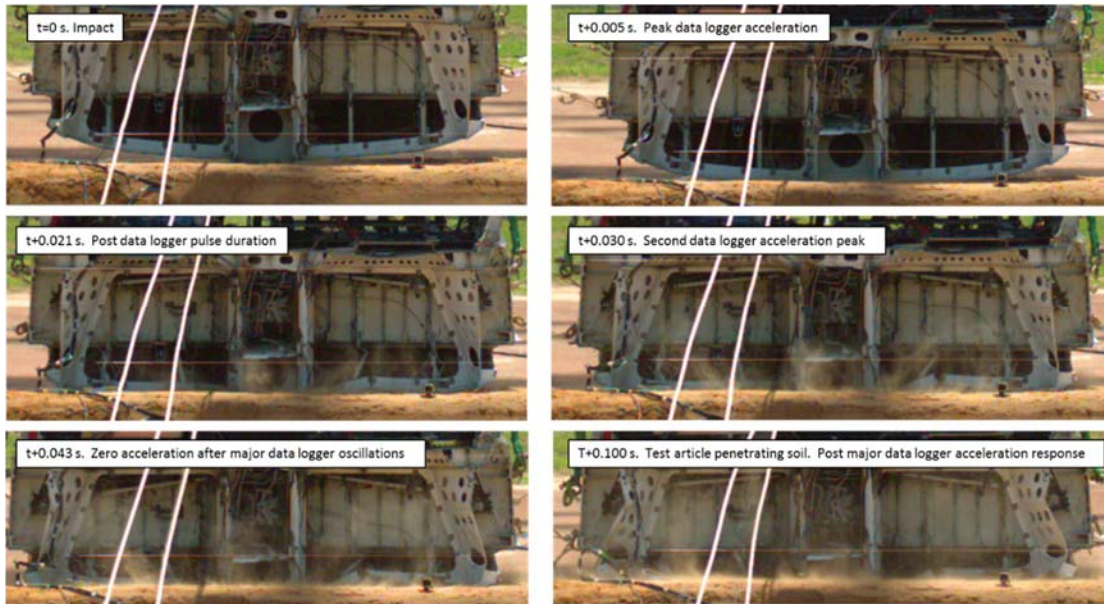 t=0 s. Impact
t+0.005 s. Peak data logger acceleration
t+0.021 s. Post data logger pulse duration
t+0.030 s. Second data logger acceleration peak
t+0.043 s. Zero acceleration after major data logger oscillations
T+0.100 s. Test article penetrating soil. Post major data logger acceleration response